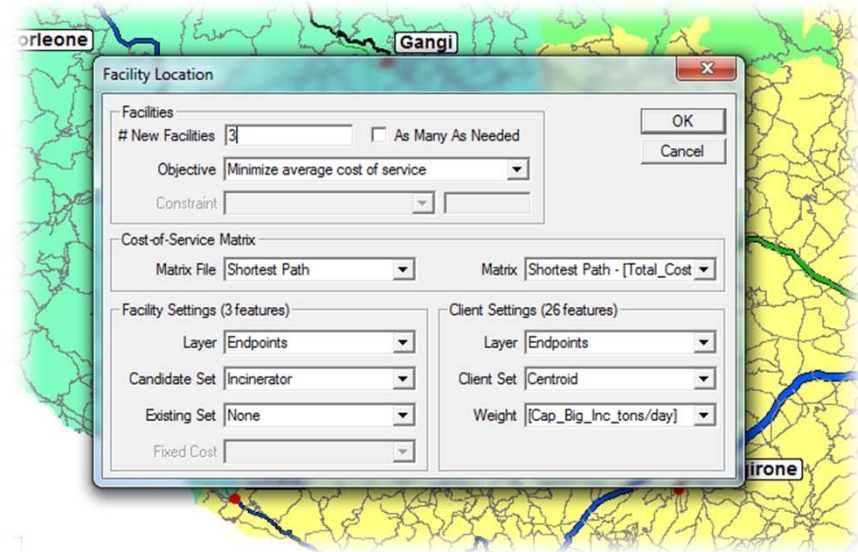 orleone
Gangi
Facility Location
Facilities
# New Facilities 3 As Many As Needed
OK
Objective Minimize average cost of service
Cancel
Constraint
Cost-of-Service Matrix
Matrix File Shortest Path Matrix Shortest Path - [Total_Cost
Facility Settings (3 features)
Layer Endpoints
Candidate Set Incinerator
Existing Set None
Fixed Cost
Client Settings (26 features)
Layer Endpoints
Client Set Centroid
Weight [Cap_Big_Inc_tons/day]
girone